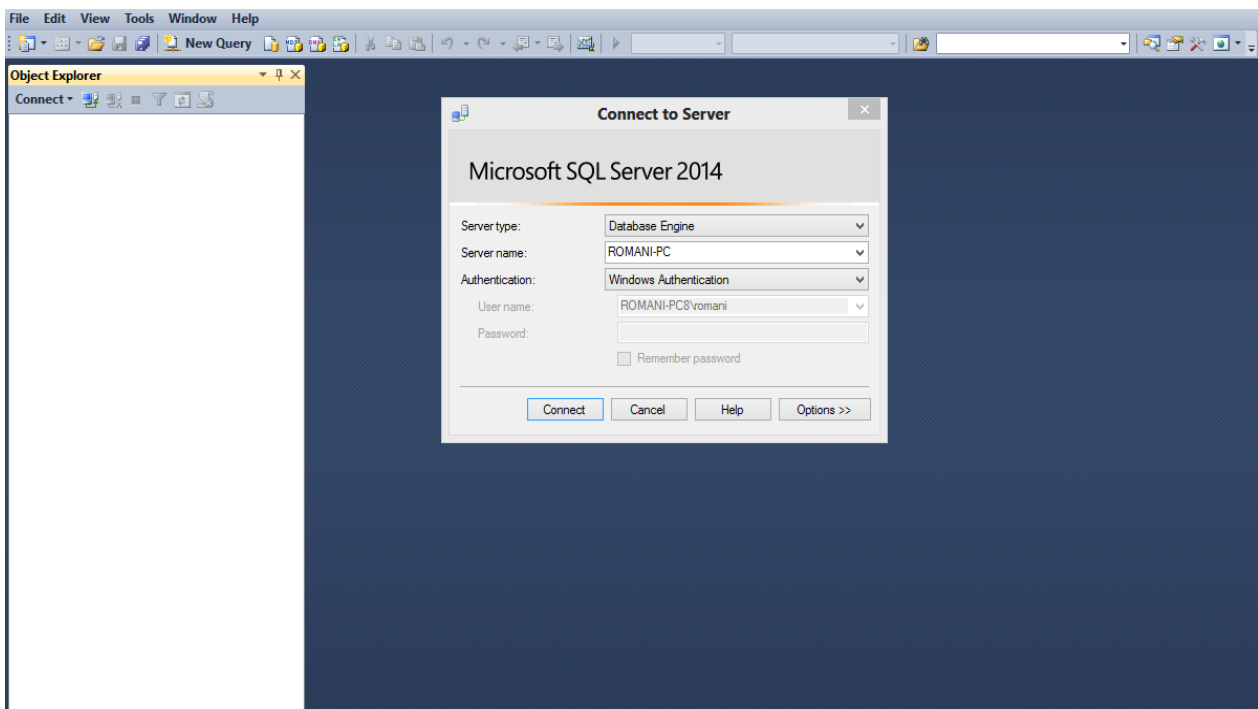 File Edit View Tools Window Help
New Query
Object Explorer
Connect
Connect to Server
Microsoft SQL Server 2014
Server type: Database Engine
Server name: ROMANI-PC
Authentication: Windows Authentication
User name: ROMANI-PC8\romani
Password:
Remember password
Connect Cancel Help Options >>